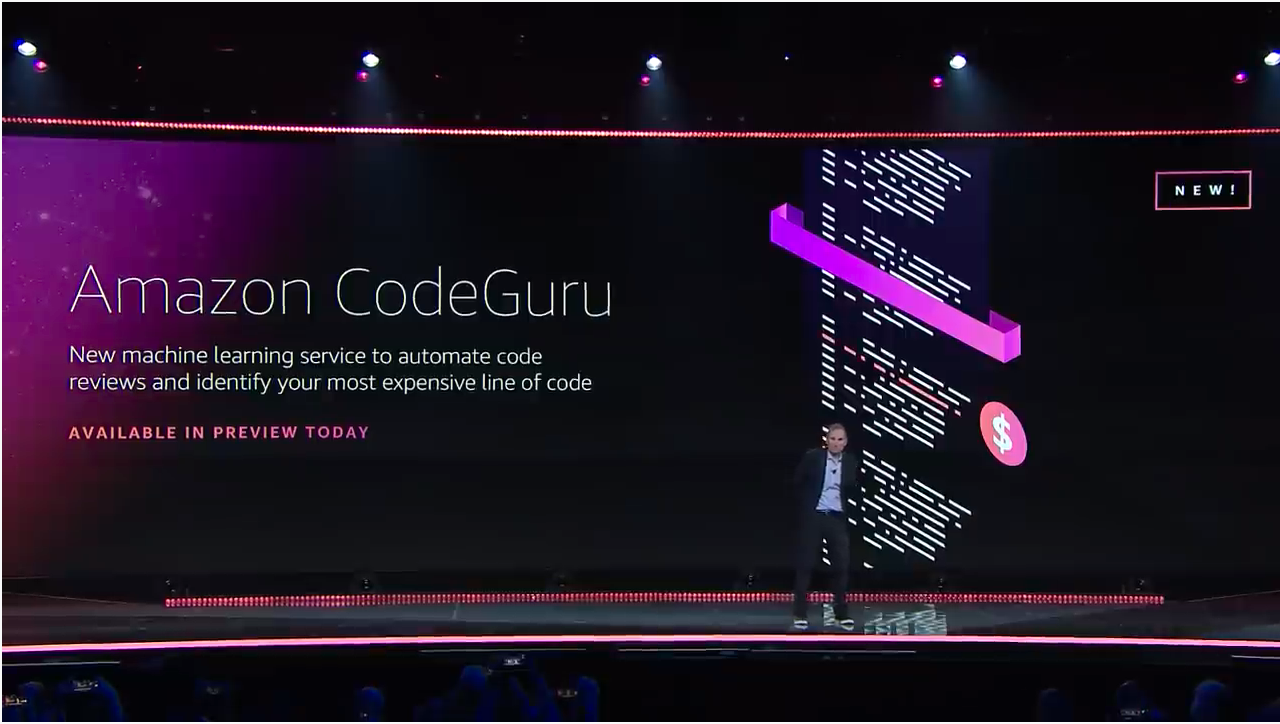 NEW!
Amazon CodeGuru
New machine learning service to automate code
reviews and identify your most expensive line of code
AVAILABLE IN PREVIEW TODAY
$